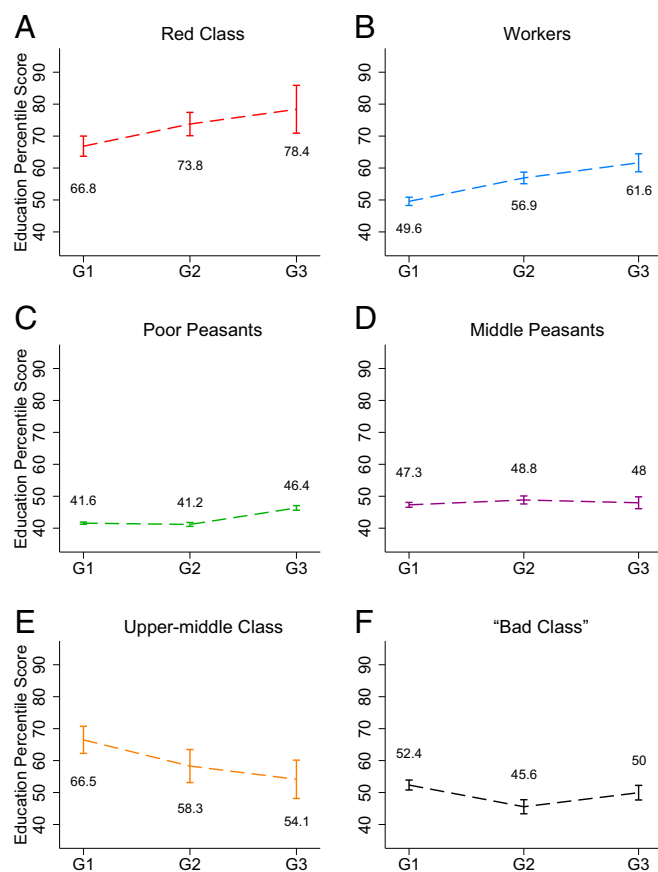 A
Red Class
Education Percentile Score
90
80
70
60
50
40
66.8
73.8
78.4
G1
G2
G3
B
Workers
90
80
70
60
50
40
49.6
56.9
61.6
G1
G2
G3
C
Poor Peasants
Education Percentile Score
90
80
70
60
50
40
41.6
41.2
46.4
G1
G2
G3
D
Middle Peasants
90
80
70
60
50
40
47.3
48.8
48
G1
G2
G3
E
Upper-middle Class
Education Percentile Score
90
80
70
60
50
40
66.5
58.3
54.1
G1
G2
G3
F
“Bad Class”
90
80
70
60
50
40
52.4
45.6
50
G1
G2
G3